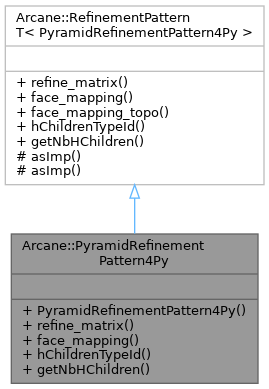 Arcane::RefinementPattern
T< PyramidRefinementPattern4Py >
+ refine_matrix()
+ face_mapping()
+ face_mapping_topo()
+ hChildrenTypeId()
+ getNbHChildren()
# asImp()
# asImp()
Arcane::PyramidRefinement
Pattern4Py
+ PyramidRefinementPattern4Py()
+ refine_matrix()
+ face_mapping()
+ hChildrenTypeId()
+ getNbHChildren()